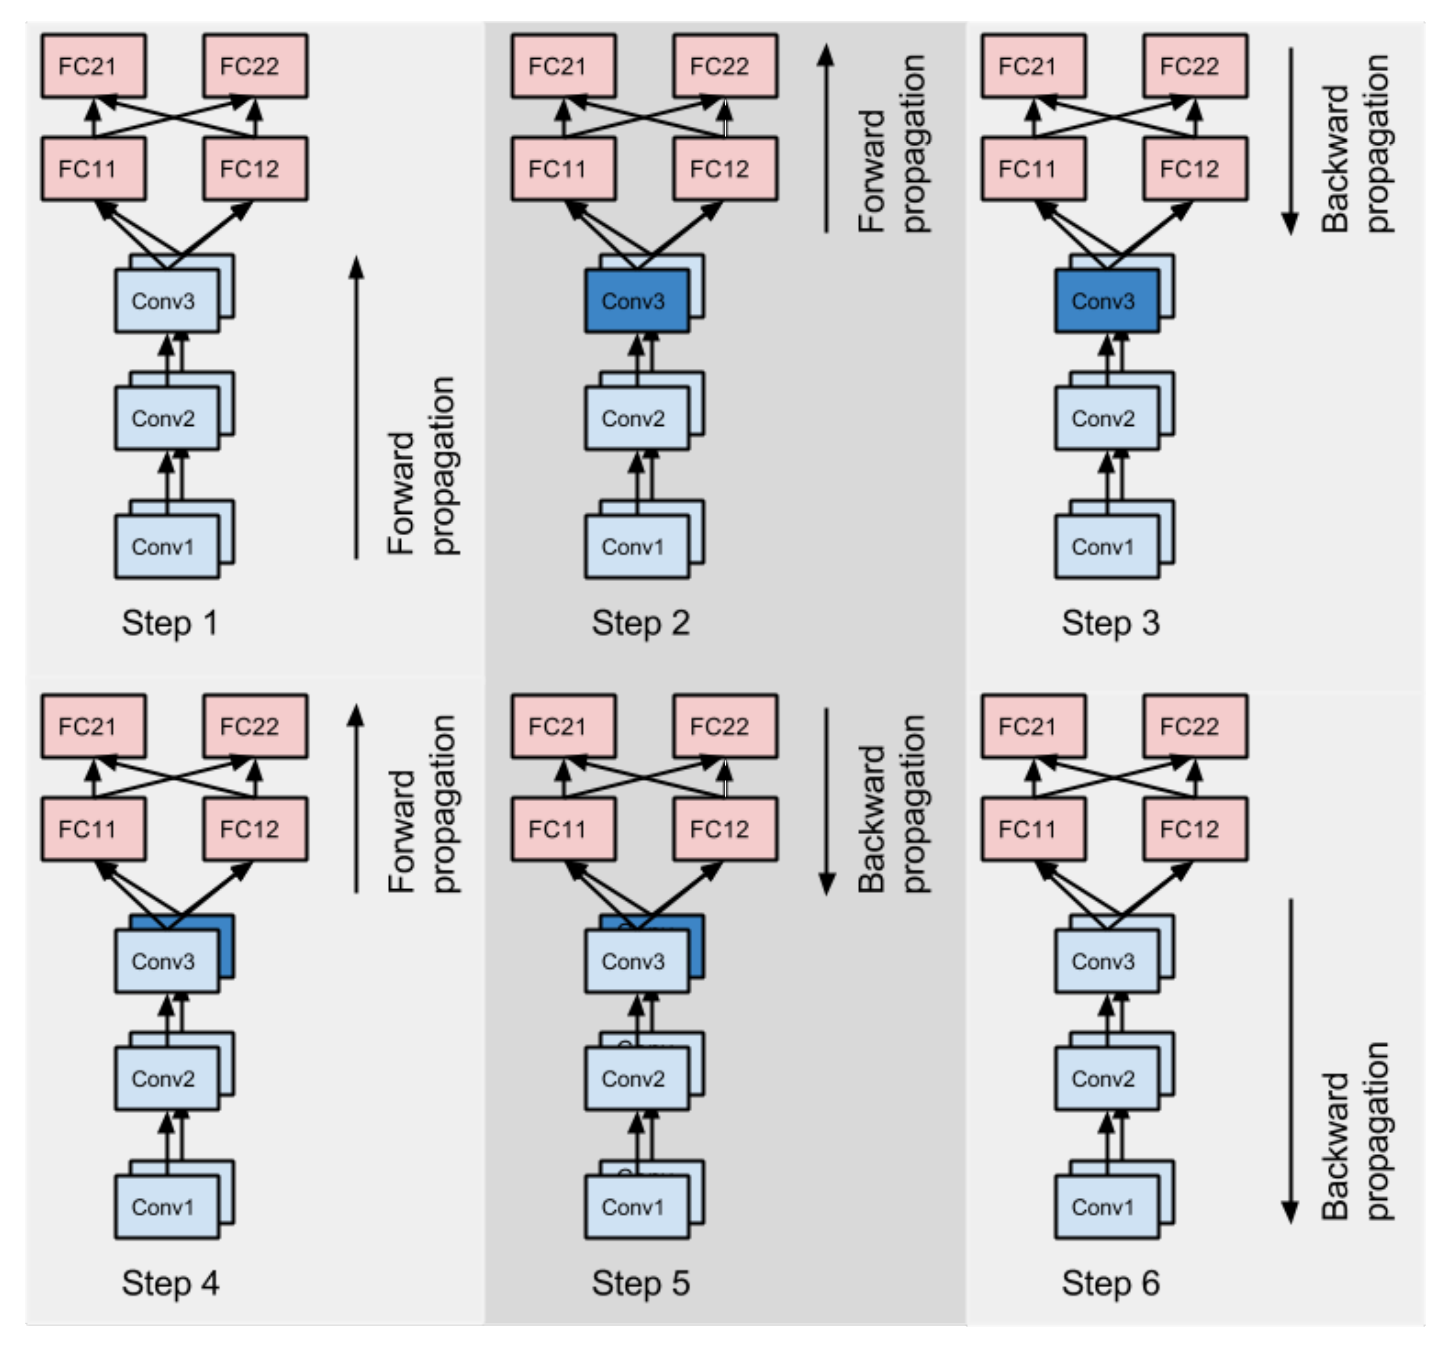 FC21 FC22
FC11 FC12
Conv3
Conv2
Conv1
Forward
propagation
Step 1
FC21 FC22
FC11 FC12
Conv3
Conv2
Conv1
Forward
propagation
Step 2
FC21 FC22
FC11 FC12
Conv3
Conv2
Conv1
Backward
propagation
Step 3
FC21 FC22
FC11 FC12
Conv3
Conv2
Conv1
Forward
propagation
Step 4
FC21 FC22
FC11 FC12
Conv3
Conv2
Conv1
Backward
propagation
Step 5
FC21 FC22
FC11 FC12
Conv3
Conv2
Conv1
Backward
propagation
Step 6